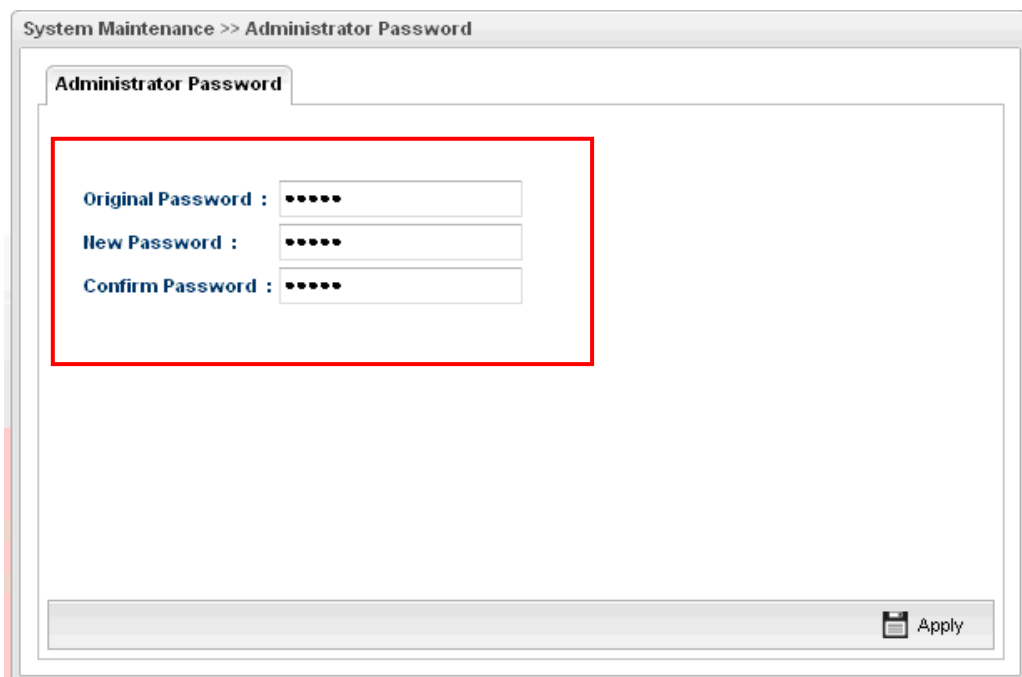 System Maintenance >> Administrator Password
Administrator Password
Original Password : •••••
New Password : •••••
Confirm Password : •••••
Apply